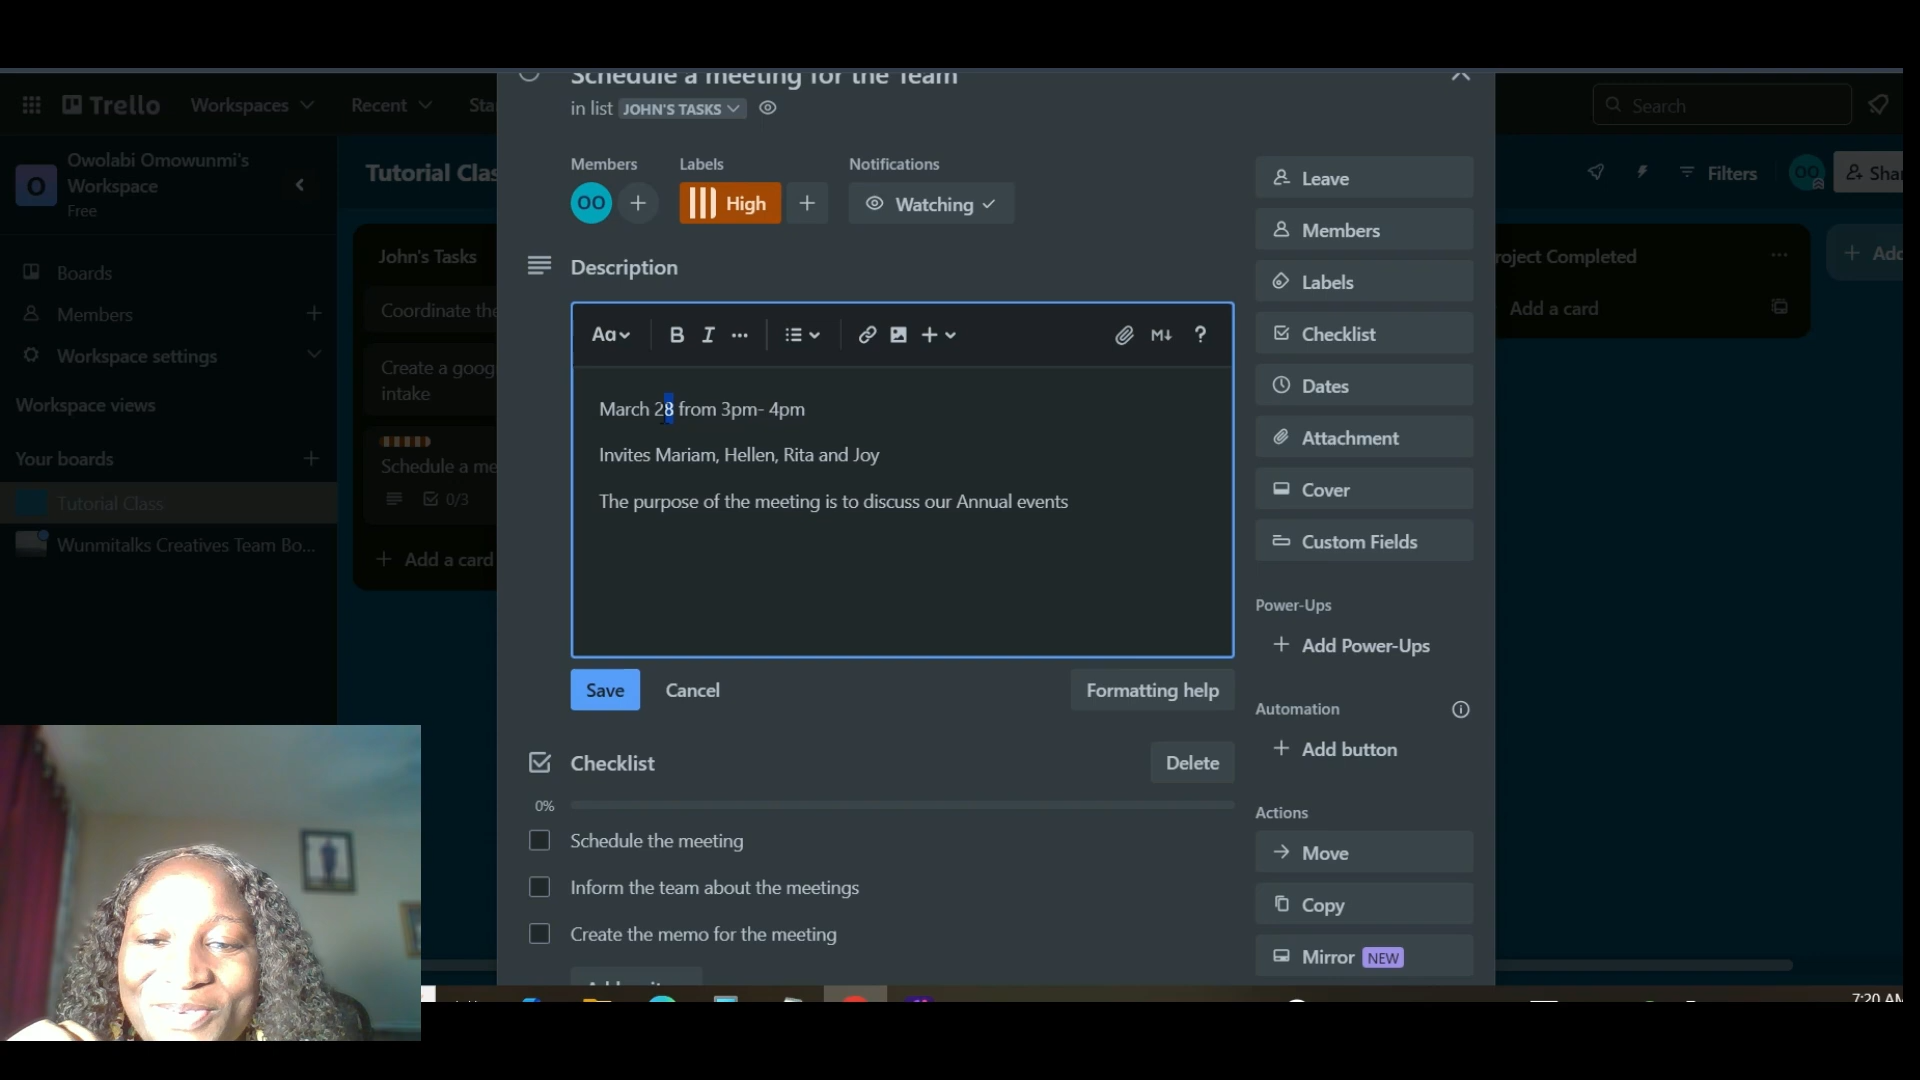 Schedule a meeting for the Team
in list JOHN'S TASKS
Trello
Workspaces
Recent
Search
Owolabi Omowunmi's
Workspace
Free
O
Tutorial
Filters
OO
Members
Labels
Notifications
OO
High
Watching
Leave
Members
Labels
Checklist
Dates
Attachment
Cover
Custom Fields
Power-Ups
Add Power-Ups
Automation
Add button
Actions
Move
Copy
Mirror NEW
Boards
Members
Workspace settings
Workspace views
Your boards
Tutorial Class
Wunmitalks Creatives Team Bo...
John's Tasks
Coordinate
Create a
intake
Schedule a
0/3
Add a card
Description
Aa
B I
M
?
March 28 from 3pm- 4pm
Invites Mariam, Hellen, Rita and Joy
The purpose of the meeting is to discuss our Annual events
Save
Cancel
Formatting help
Checklist
Delete
0%
Schedule the meeting
Inform the team about the meetings
Create the memo for the meeting
Completed
Add a card
Add
7:20 AM